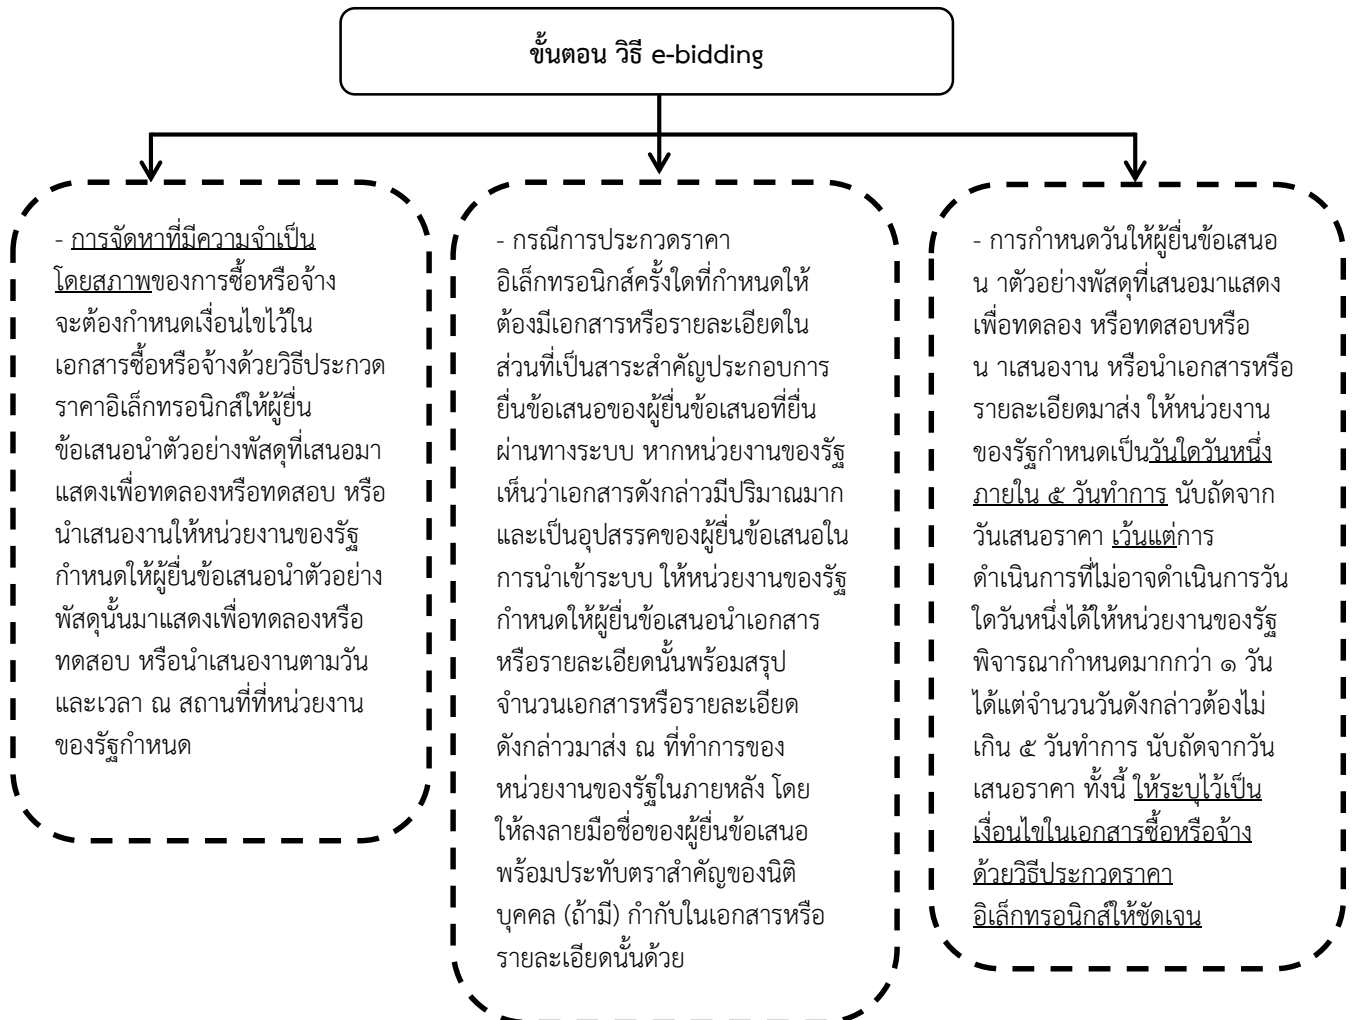 ขั้นตอน วิธี e-bidding
- การจัดหาที่มีความจำเป็น
โดยสภาพของการซื้อหรือจ้าง
จะต้องกำหนดเงื่อนไขไว้ใน
เอกสารซื้อหรือจ้างด้วยวิธีประกวด
ราคาอิเล็กทรอนิกส์ให้ผู้ยื่น
ข้อเสนอนำตัวอย่างพัสดุที่เสนอมา
แสดงเพื่อทดลองหรือทดสอบ หรือ
นำเสนองานให้หน่วยงานของรัฐ
กำหนดให้ผู้ยื่นข้อเสนอนำตัวอย่าง
พัสดุนั้นมาแสดงเพื่อทดลองหรือ
ทดสอบ หรือนำเสนองานตามวัน
และเวลา ณ สถานที่ที่หน่วยงาน
ของรัฐกำหนด
- กรณีการประกวดราคา
อิเล็กทรอนิกส์ครั้งใดที่กำหนดให้
ต้องมีเอกสารหรือรายละเอียดใน
ส่วนที่เป็นสาระสำคัญประกอบการ
ยื่นข้อเสนอของผู้ยื่นข้อเสนอที่ยื่น
ผ่านทางระบบ หากหน่วยงานของรัฐ
เห็นว่าเอกสารดังกล่าวมีปริมาณมาก
และเป็นอุปสรรคของผู้ยื่นข้อเสนอใน
การนำเข้าระบบ ให้หน่วยงานของรัฐ
กำหนดให้ผู้ยื่นข้อเสนอนำเอกสาร
หรือรายละเอียดนั้นพร้อมสรุป
จำนวนเอกสารหรือรายละเอียด
ดังกล่าวมาส่ง ณ ที่ทำการของ
หน่วยงานของรัฐในภายหลัง โดย
ให้ลงลายมือชื่อของผู้ยื่นข้อเสนอ
พร้อมประทับตราสำคัญของนิติ
บุคคล (ถ้ามี) กำกับในเอกสารหรือ
รายละเอียดนั้นด้วย
- การกำหนดวันให้ผู้ยื่นข้อเสนอ
น าตัวอย่างพัสดุที่เสนอมาแสดง
เพื่อทดลอง หรือทดสอบหรือ
น าเสนองาน หรือนำเอกสารหรือ
รายละเอียดมาส่ง ให้หน่วยงาน
ของรัฐกำหนดเป็นวันใดวันหนึ่ง
ภายใน ๕ วันทำการ นับถัดจาก
วันเสนอราคา เว้นแต่การ
ดำเนินการที่ไม่อาจดำเนินการวัน
ใดวันหนึ่งได้ให้หน่วยงานของรัฐ
พิจารณากำหนดมากกว่า ๑ วัน
ได้แต่จำนวนวันดังกล่าวต้องไม่
เกิน ๕ วันทำการ นับถัดจากวัน
เสนอราคา ทั้งนี้ ให้ระบุไว้เป็น
เงื่อนไขในเอกสารซื้อหรือจ้าง
ด้วยวิธีประกวดราคา
อิเล็กทรอนิกส์ให้ชัดเจน